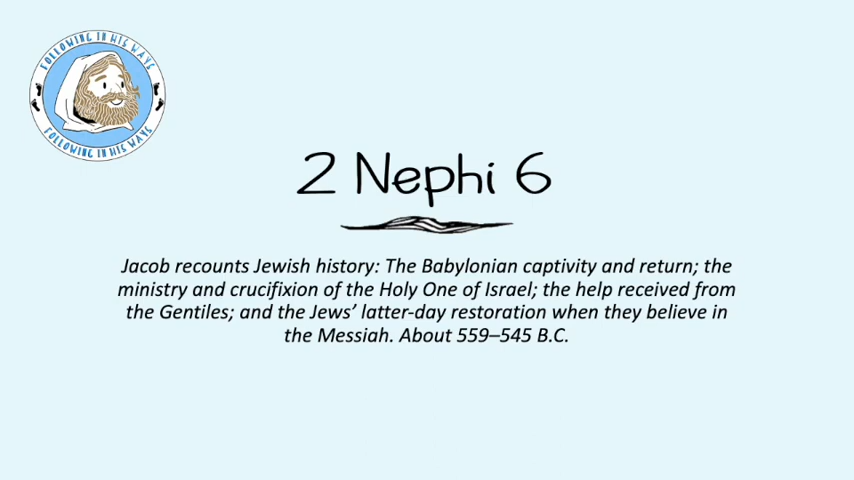 FOLLOWING IN HIS WAYS
FOLLOWING IN HIS WAYS
2 Nephi 6
Jacob recounts Jewish history: The Babylonian captivity and return; the
ministry and crucifixion of the Holy One of Israel; the help received from
the Gentiles; and the Jews’ latter-day restoration when they believe in
the Messiah. About 559–545 B.C.